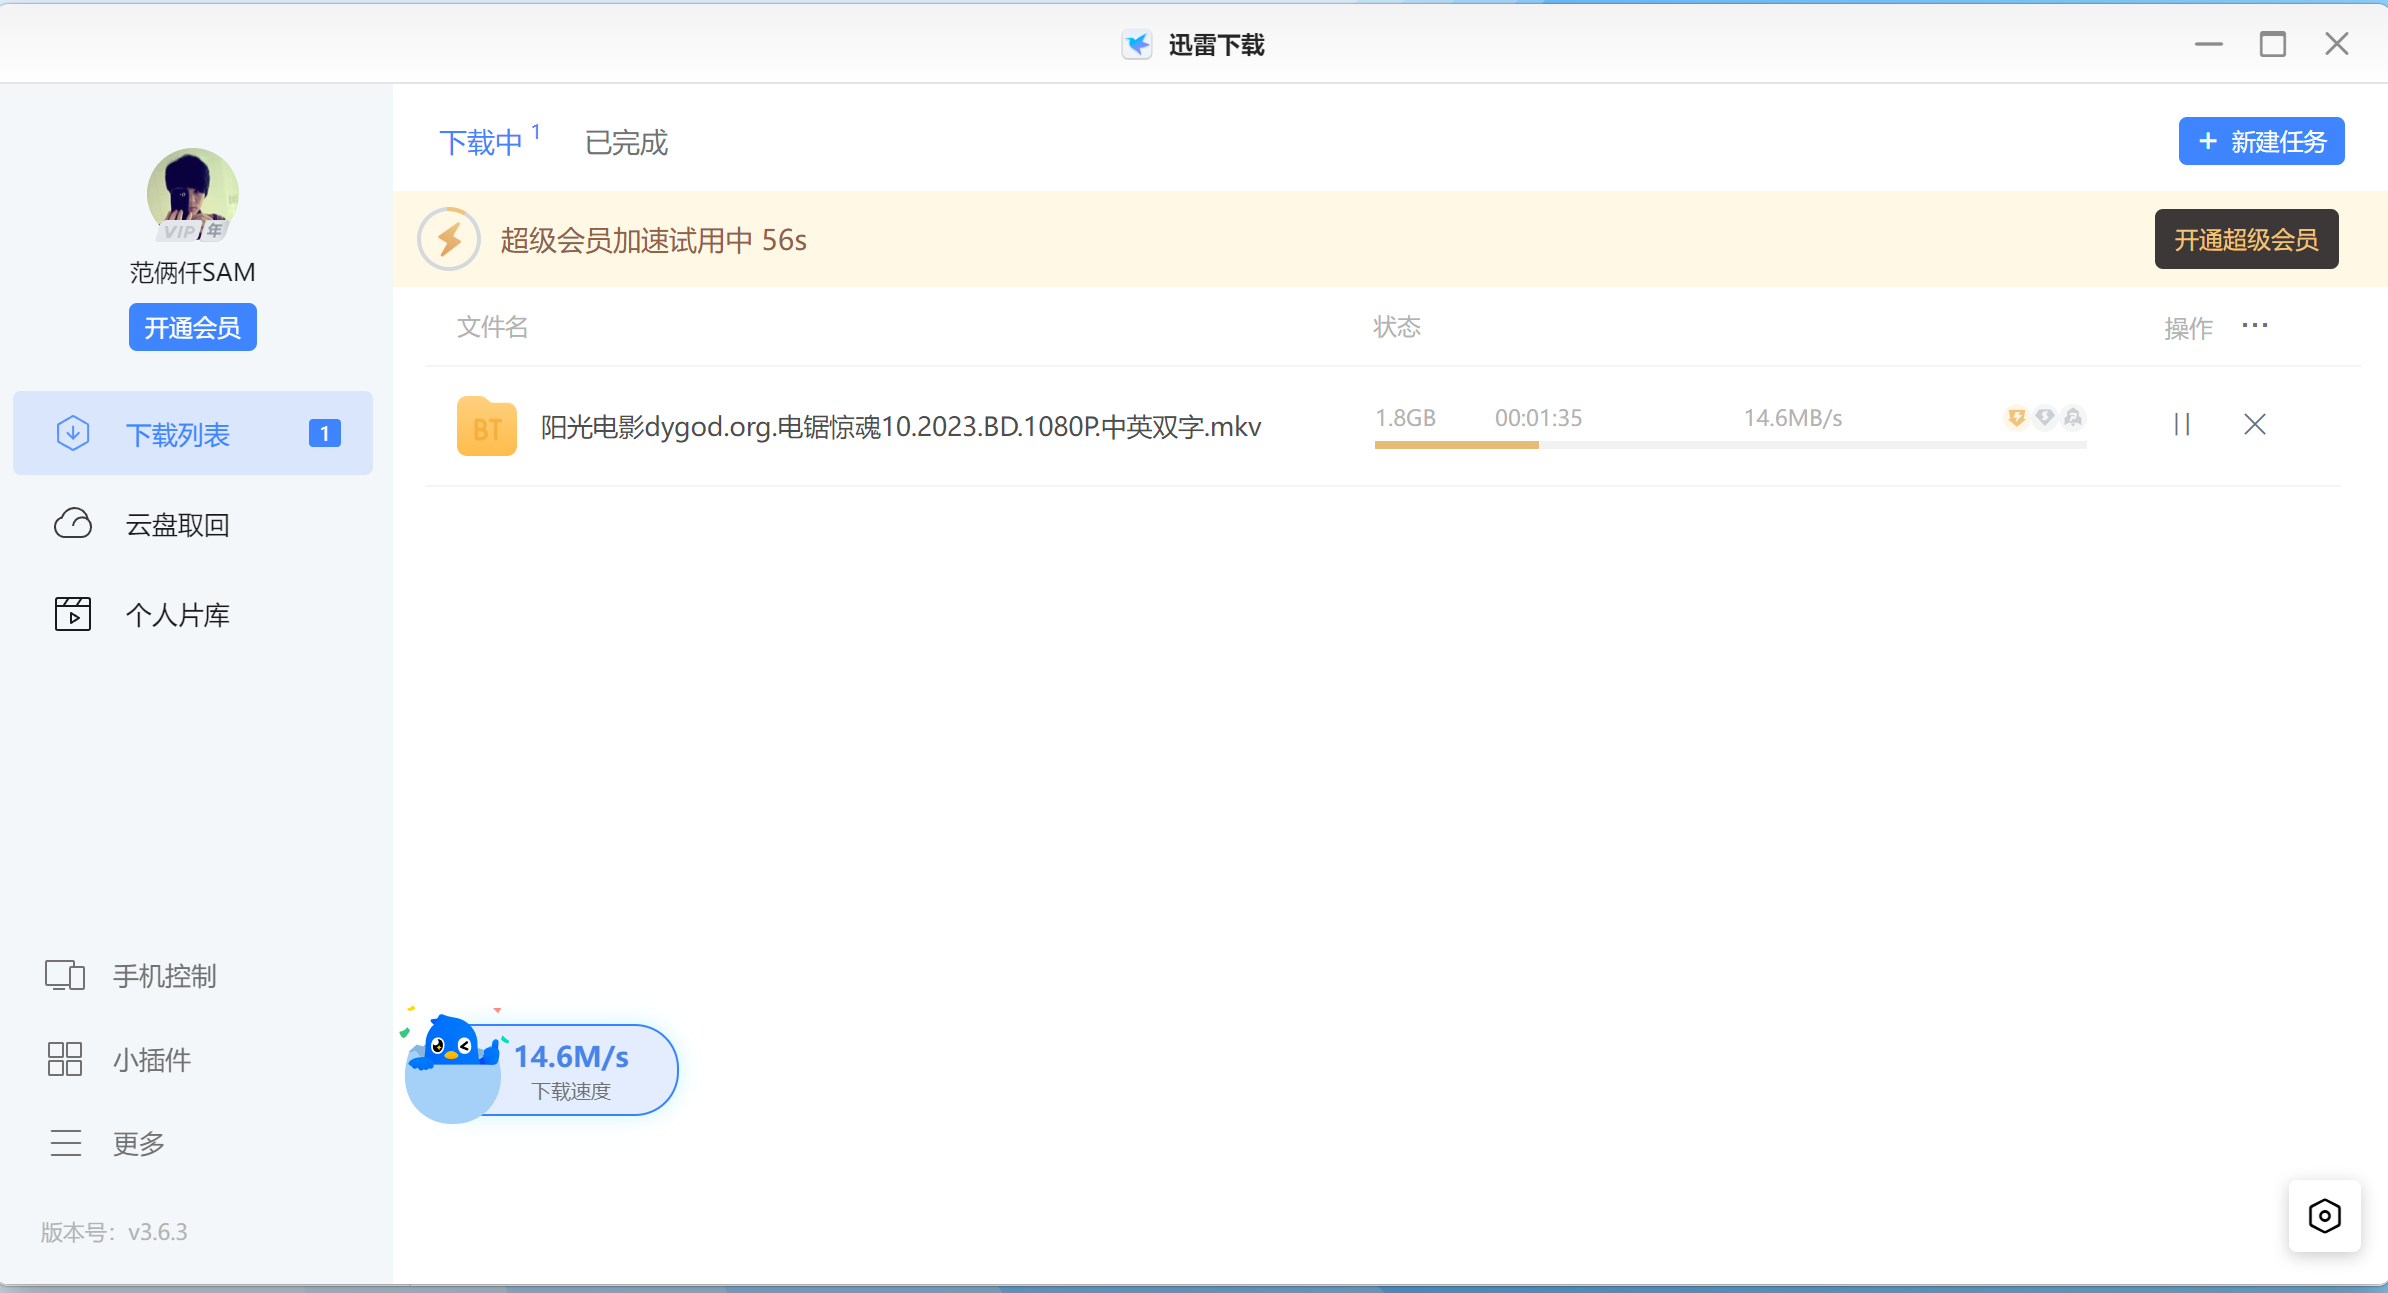 迅雷下载
VIP 年
范俩仟SAM
开通会员
下载列表 1
云盘取回
个人片库
手机控制
小插件
更多
版本号：v3.6.3
下载中 1 已完成
+ 新建任务
超级会员加速试用中 56s
开通超级会员
文件名 状态 操作 ···
BT 阳光电影dygod.org.电锯惊魂10.2023.BD.1080P.中英双字.mkv 1.8GB 00:01:35 14.6MB/s
14.6M/s
下载速度